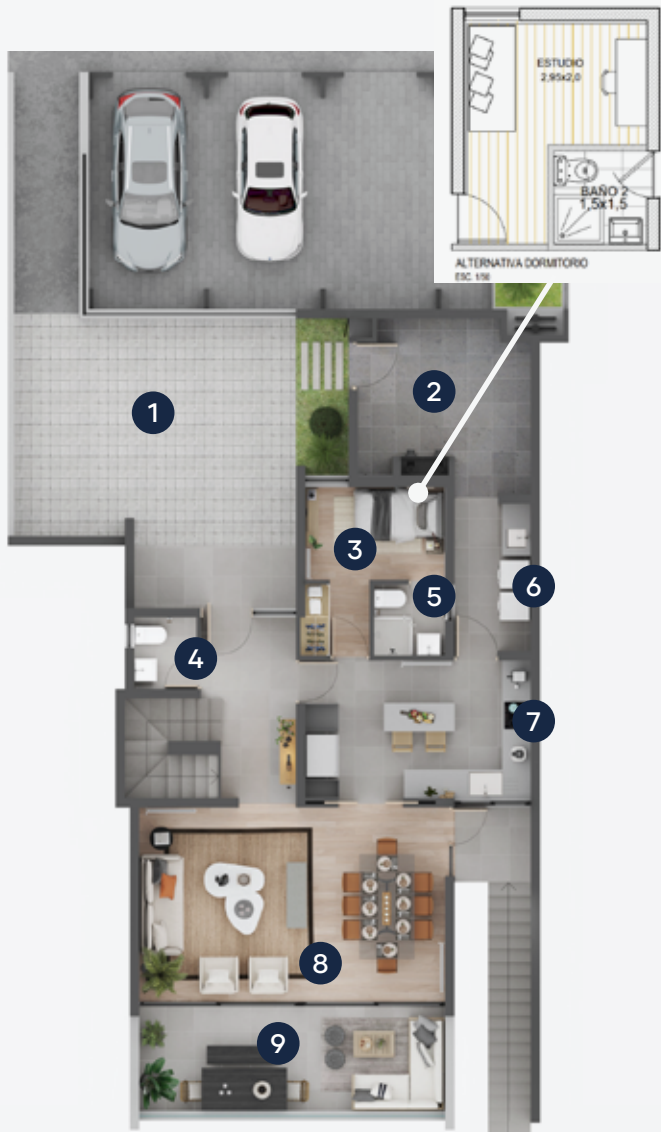 ESTUDIO
2,95x2,0
BAÑO 2
1,5x1,5
ALTERNATIVA DORMITORIO
ESC. 1/50
1
2
3
5
6
4
7
8
9